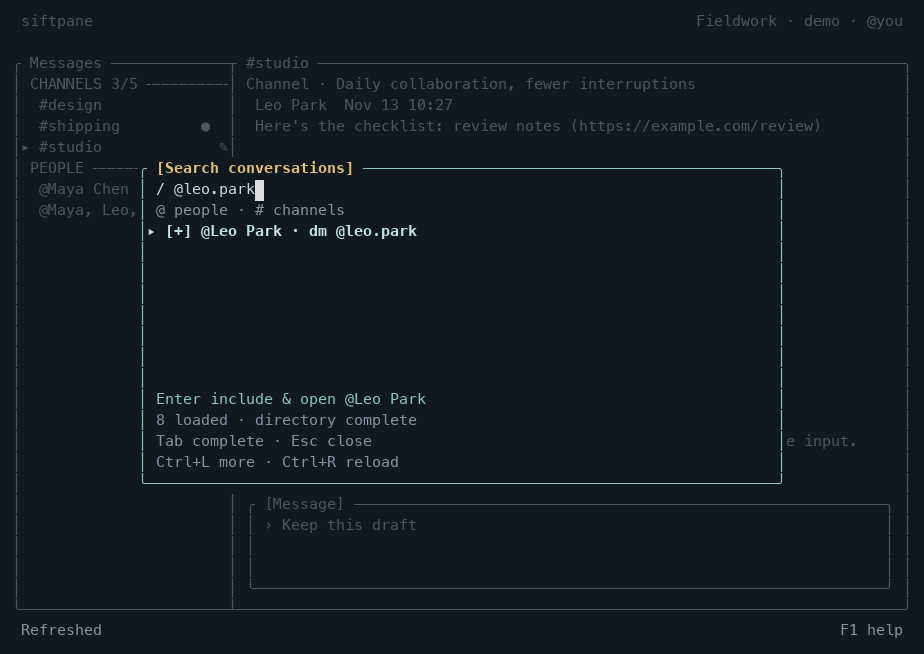 siftpane Fieldwork · demo · @you
Messages #studio
CHANNELS 3/5 Channel · Daily collaboration, fewer interruptions
#design Leo Park Nov 13 10:27
#shipping ● Here's the checklist: review notes (https://example.com/review)
▸ #studio ✎
PEOPLE [Search conversations]
@Maya Chen / @leo.park
@Maya, Leo, @ people · # channels
▸ [+] @Leo Park · dm @leo.park
Enter include & open @Leo Park
8 loaded · directory complete
Tab complete · Esc close e input.
Ctrl+L more · Ctrl+R reload
[Message]
› Keep this draft
Refreshed F1 help